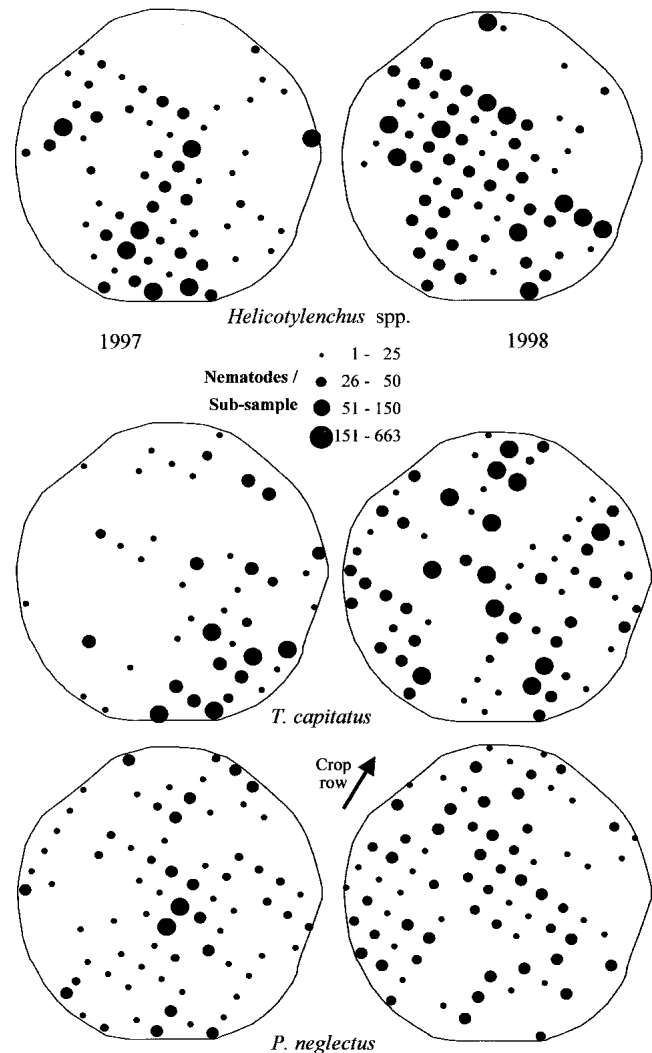 Helicotylenchus spp.
1997
1998
Nematodes /
Sub-sample
1 - 25
26 - 50
51 - 150
151 - 663
T. capitatus
Crop
row
P. neglectus